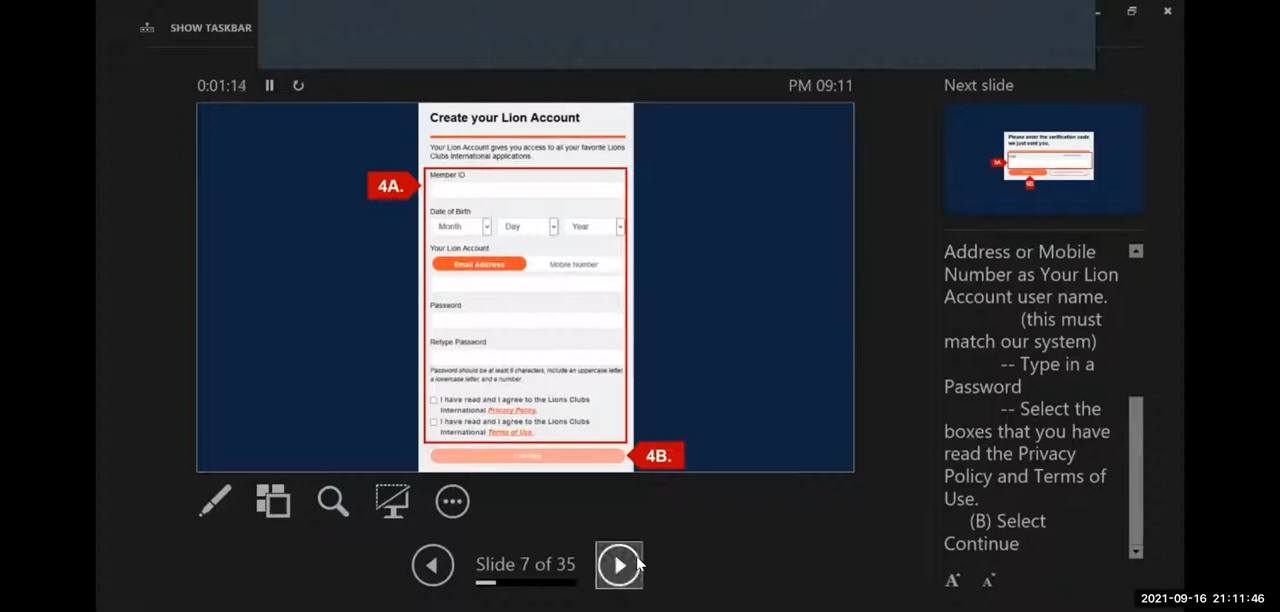 SHOW TASKBAR
0:01:14
PM 09:11
Next slide
Create your Lion Account
Your Lion Account gives you access to all your favorite Lions
Clubs International applications.
4A.
Member ID
Date of Birth
Month Day Year
Your Lion Account
Email Address Mobile Number
Password
Retype Password
Password should be at least 6 characters, include an uppercase letter
a lowercase letter, and a number.
I have read and I agree to the Lions Clubs
International Privacy Policy.
I have read and I agree to the Lions Clubs
International Terms of Use.
Continue
4B.
Please enter the verification code
we just sent you.
5A.
5B.
Address or Mobile
Number as Your Lion
Account user name.
(this must
match our system)
-- Type in a
Password
-- Select the
boxes that you have
read the Privacy
Policy and Terms of
Use.
(B) Select
Continue
Slide 7 of 35
A A
2021-09-16 21:11:46